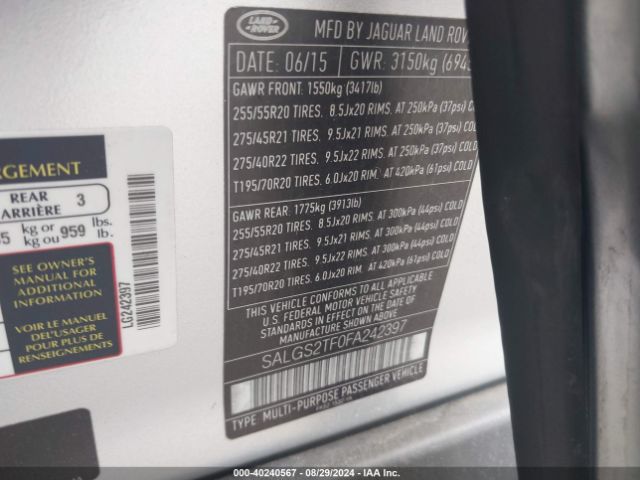 LAND ROVER
MFD BY JAGUAR LAND ROV
DATE: 06/15 GWR: 3150kg (694
GAWR FRONT: 1550kg (3417lb)
255/55R20 TIRES. 8.5Jx20 RIMS. AT 250kPa (37psi) COLD
275/45R21 TIRES. 9.5Jx21 RIMS. AT 250kPa (37psi) COLD
275/40R22 TIRES. 9.5Jx22 RIMS. AT 250kPa (37psi) COLD
T195/70R20 TIRES. 6.0Jx20 RIMS. AT 420kPa (61psi) COLD
GAWR REAR: 1775kg (3913lb)
255/55R20 TIRES. 8.5Jx20 RIMS. AT 300kPa (44psi) COLD
275/45R21 TIRES. 9.5Jx21 RIMS. AT 300kPa (44psi) COLD
275/40R22 TIRES. 9.5Jx22 RIMS. AT 300kPa (44psi) COLD
T195/70R20 TIRES. 6.0Jx20 RIM. AT 420kPa (61psi) COLD
THIS VEHICLE CONFORMS TO ALL APPLICABLE
U.S. FEDERAL MOTOR VEHICLE SAFETY
STANDARDS IN EFFECT ON THE DATE OF
MANUFACTURE SHOWN ABOVE.
SALGS2TF0FA242397
TYPE: MULTI-PURPOSE PASSENGER VEHICLE
RGEMENT
REAR 3
ARRIÈRE
5 kg or 959 lbs.
kg ou lb.
SEE OWNER'S
MANUAL FOR
ADDITIONAL
INFORMATION
VOIR LE MANUEL
DEL'USAGER
POUR PLUS DE
RENSEIGNEMENTS
LG242397
000-40240567 - 08/29/2024 - IAA Inc.